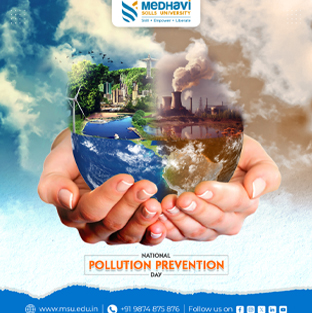 MEDHAVI
SKILLS UNIVERSITY
Skill • Empower • Liberate
NATIONAL
POLLUTION PREVENTION
DAY
www.msu.edu.in | +91 9874 875 876 | Follow us on